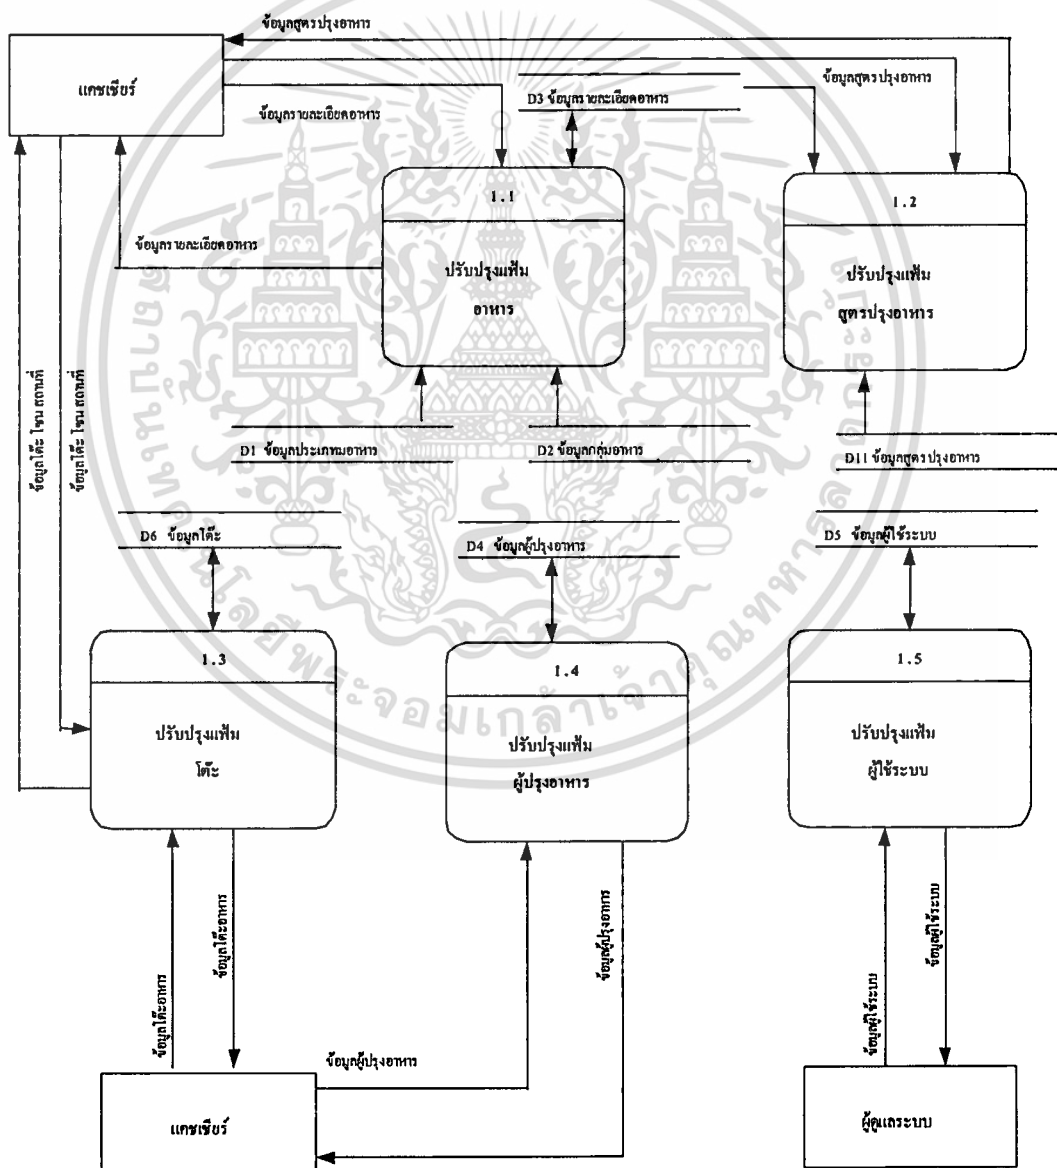 ข้อมูลสูตรปรุงอาหาร
แคชเชียร์
ข้อมูลสูตรปรุงอาหาร
D3 ข้อมูลรายละเอียดอาหาร
ข้อมูลรายละเอียดอาหาร
1.1
1.2
ข้อมูลรายละเอียดอาหาร
ปรับปรุงแฟ้ม
อาหาร
ปรับปรุงแฟ้ม
สูตรปรุงอาหาร
ข้อมูลโต๊ะ
ข้อมูลโต๊ะ
D1 ข้อมูลประเภทมอาหาร
D2 ข้อมูลกลุ่มอาหาร
D11 ข้อมูลสูตรปรุงอาหาร
D6 ข้อมูลโต๊ะ
D4 ข้อมูลผู้ปรุงอาหาร
D5 ข้อมูลผู้ใช้ระบบ
พระจอมเกล้าเจ้าคุณทหาร
1.3
1.4
1.5
ปรับปรุงแฟ้ม
โต๊ะ
ปรับปรุงแฟ้ม
ผู้ปรุงอาหาร
ปรับปรุงแฟ้ม
ผู้ใช้ระบบ
ข้อมูลโต๊ะอาหาร
ข้อมูลโต๊ะอาหาร
ข้อมูลผู้ปรุงอาหาร
ข้อมูลผู้ปรุงอาหาร
ข้อมูลผู้ใช้ระบบ
ข้อมูลผู้ใช้ระบบ
แคชเชียร์
ผู้ดูแลระบบ